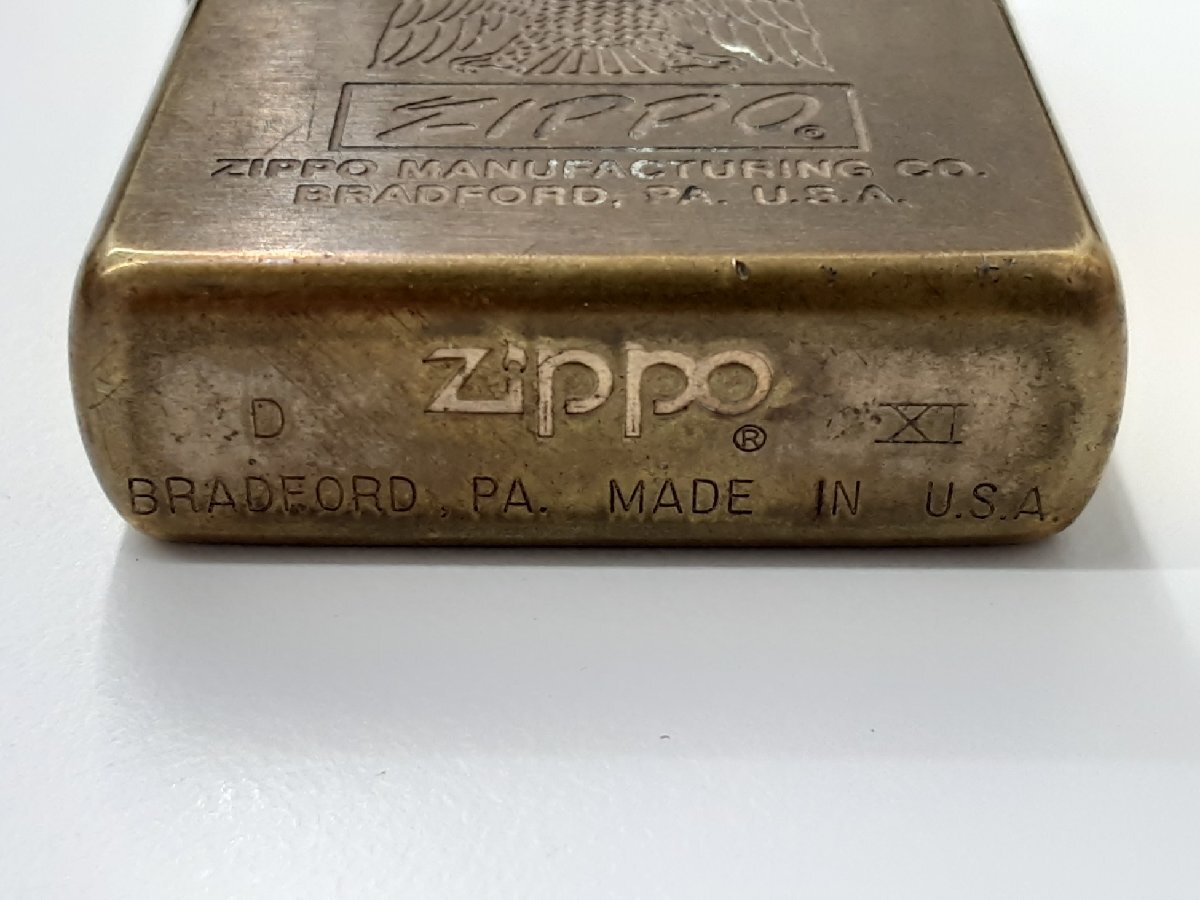 ZIPPO ®
ZIPPO MANUFACTURING CO.
BRADFORD, PA. U.S.A.
Zippo ®
D XI
BRADFORD, PA. MADE IN U.S.A.